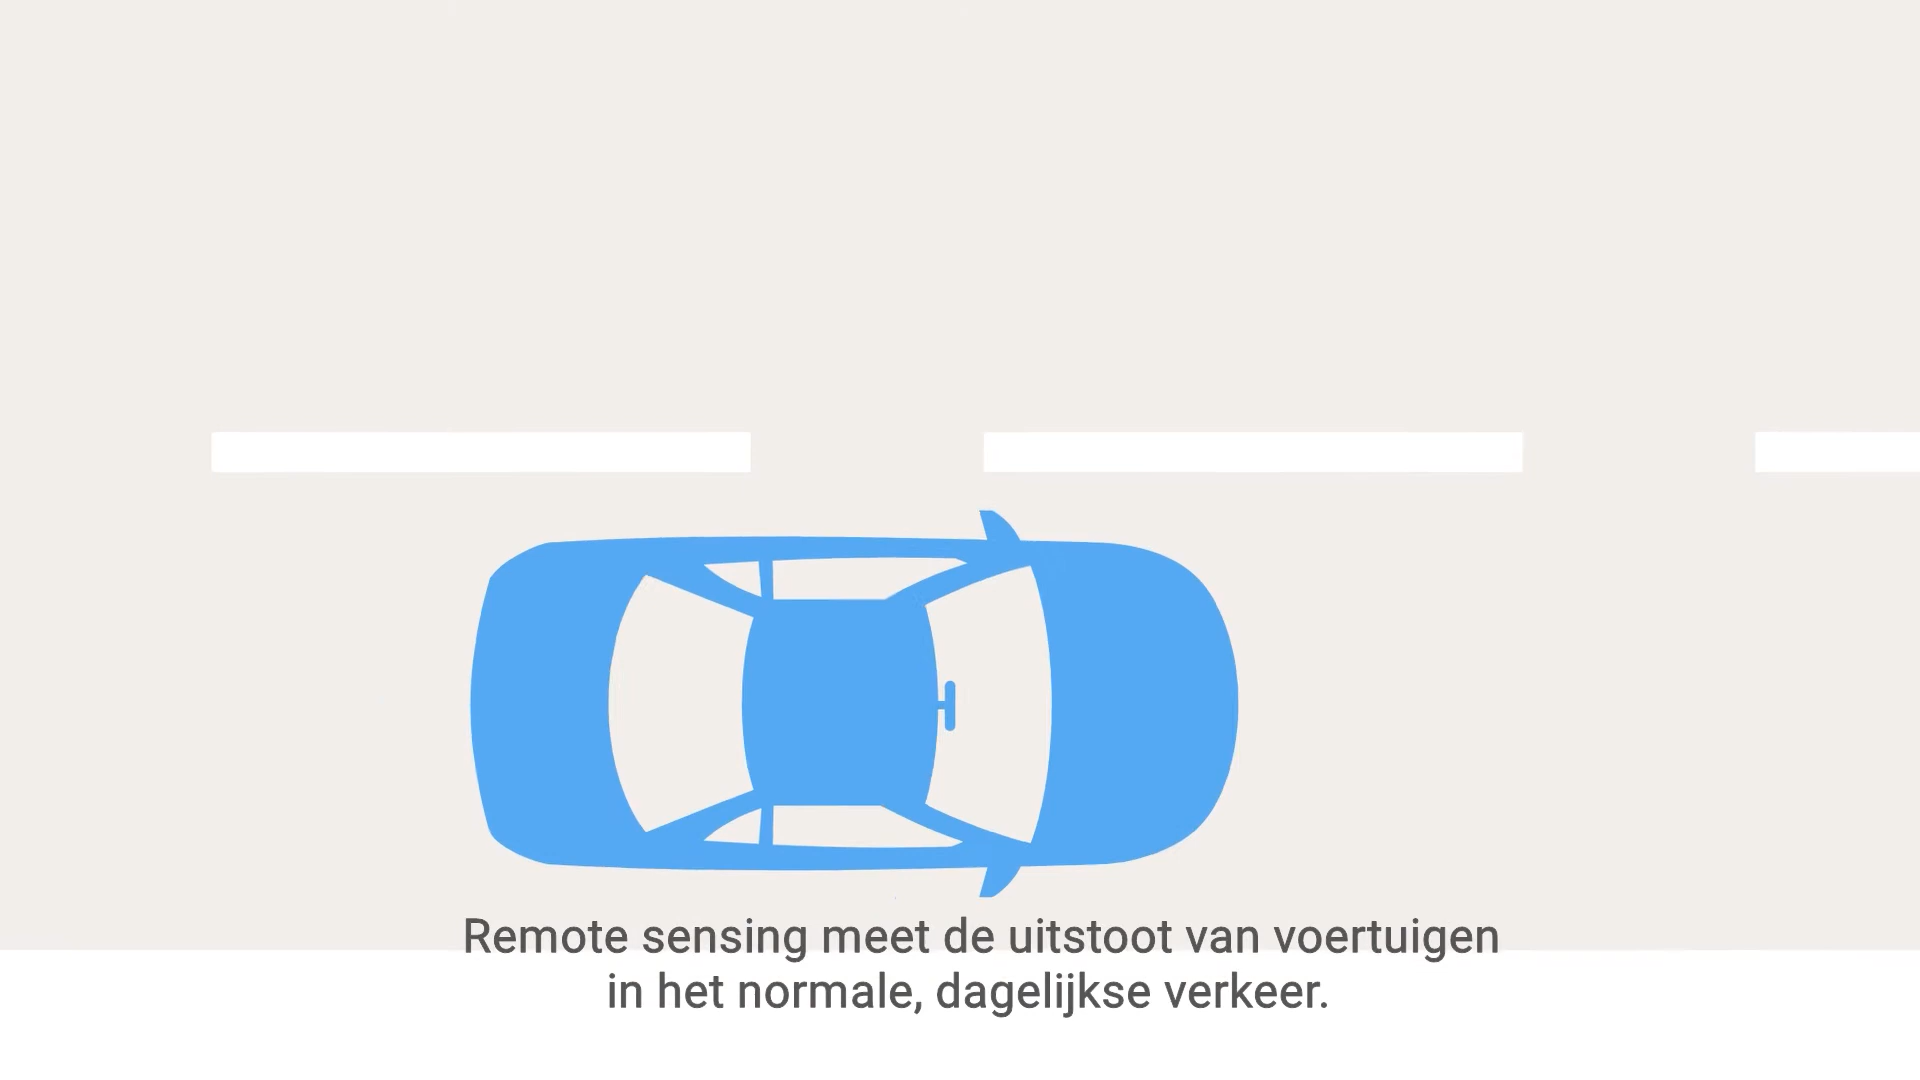 Remote sensing meet de uitstoot van voertuigen
in het normale, dagelijkse verkeer.